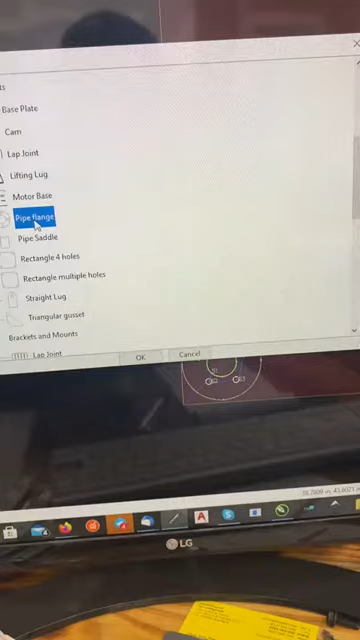 ts
Base Plate
Cam
Lap Joint
Lifting Lug
Motor Base
Pipe flange
Pipe Saddle
Rectangle 4 holes
Rectangle multiple holes
Straight Lug
Triangular gusset
Brackets and Mounts
Lap Joint
OK
Cancel
LG